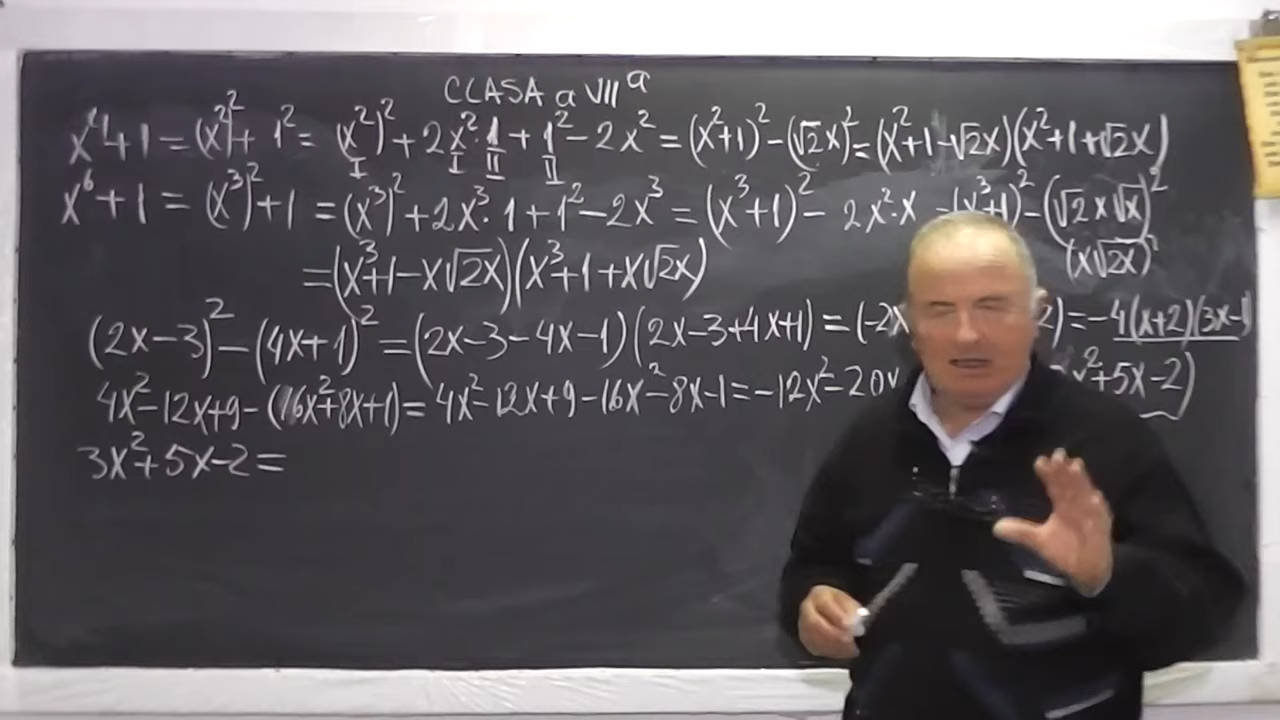 CLASA a VII a
x⁴+1 = (x²)²+ 1² = (x²)² + 2x²·1 + 1² - 2x² = (x²+1)² - (√2x)² = (x²+1-√2x)(x²+1+√2x)
I I II II
x⁶+1 = (x³)²+1 = (x³)²+2x³·1+1²-2x³ = (x³+1)² - 2x²·x = (x³+1)² - (√2x√x)²
(x√2x)²
=(x³+1-x√2x)(x³+1+x√2x)
(2x-3)²-(4x+1)² = (2x-3-4x-1)(2x-3+4x+1) = (-2x 2) = -4(x+2)(3x-1)
4x²-12x+9-(16x²+8x+1) = 4x²-12x+9-16x²-8x-1 = -12x²-20x x²+5x-2)
3x²+5x-2=